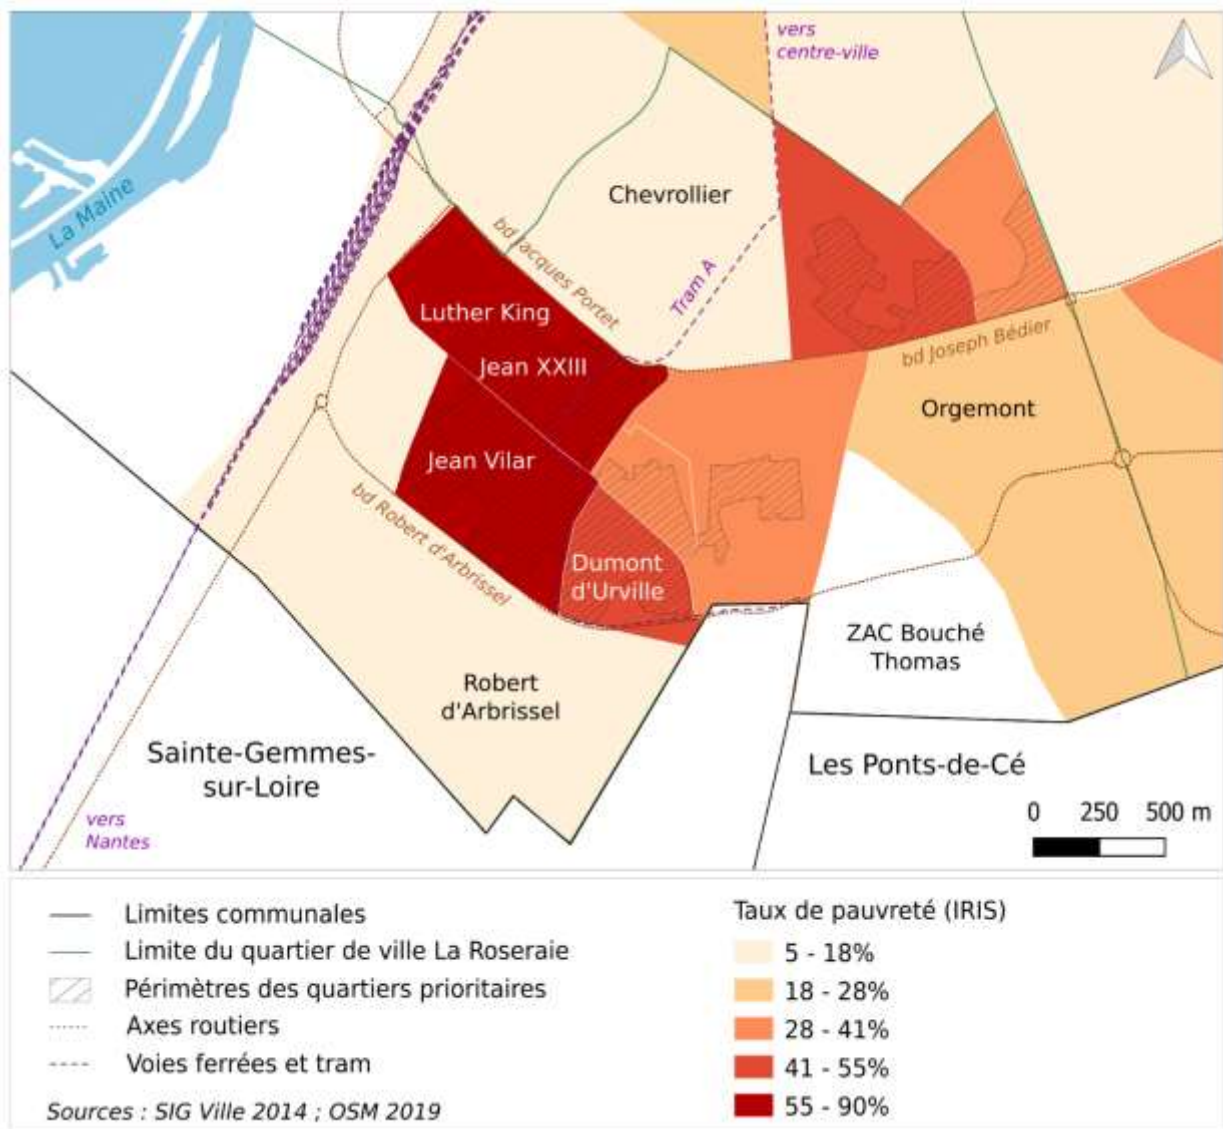 vers
centre-ville
La Maine
Chevrollier
bd Jacques Portet
Tram A
Luther King
Jean XXIII
bd Joseph Bédier
Orgemont
Jean Vilar
bd Robert d'Arbrissel
Dumont
d'Urville
ZAC Bouché
Thomas
Robert
d'Arbrissel
Sainte-Gemmes-
sur-Loire
Les Ponts-de-Cé
vers
Nantes
0 250 500 m
Limites communales
Limite du quartier de ville La Roseraie
Périmètres des quartiers prioritaires
Axes routiers
Voies ferrées et tram
Sources : SIG Ville 2014 ; OSM 2019
Taux de pauvreté (IRIS)
5 - 18%
18 - 28%
28 - 41%
41 - 55%
55 - 90%